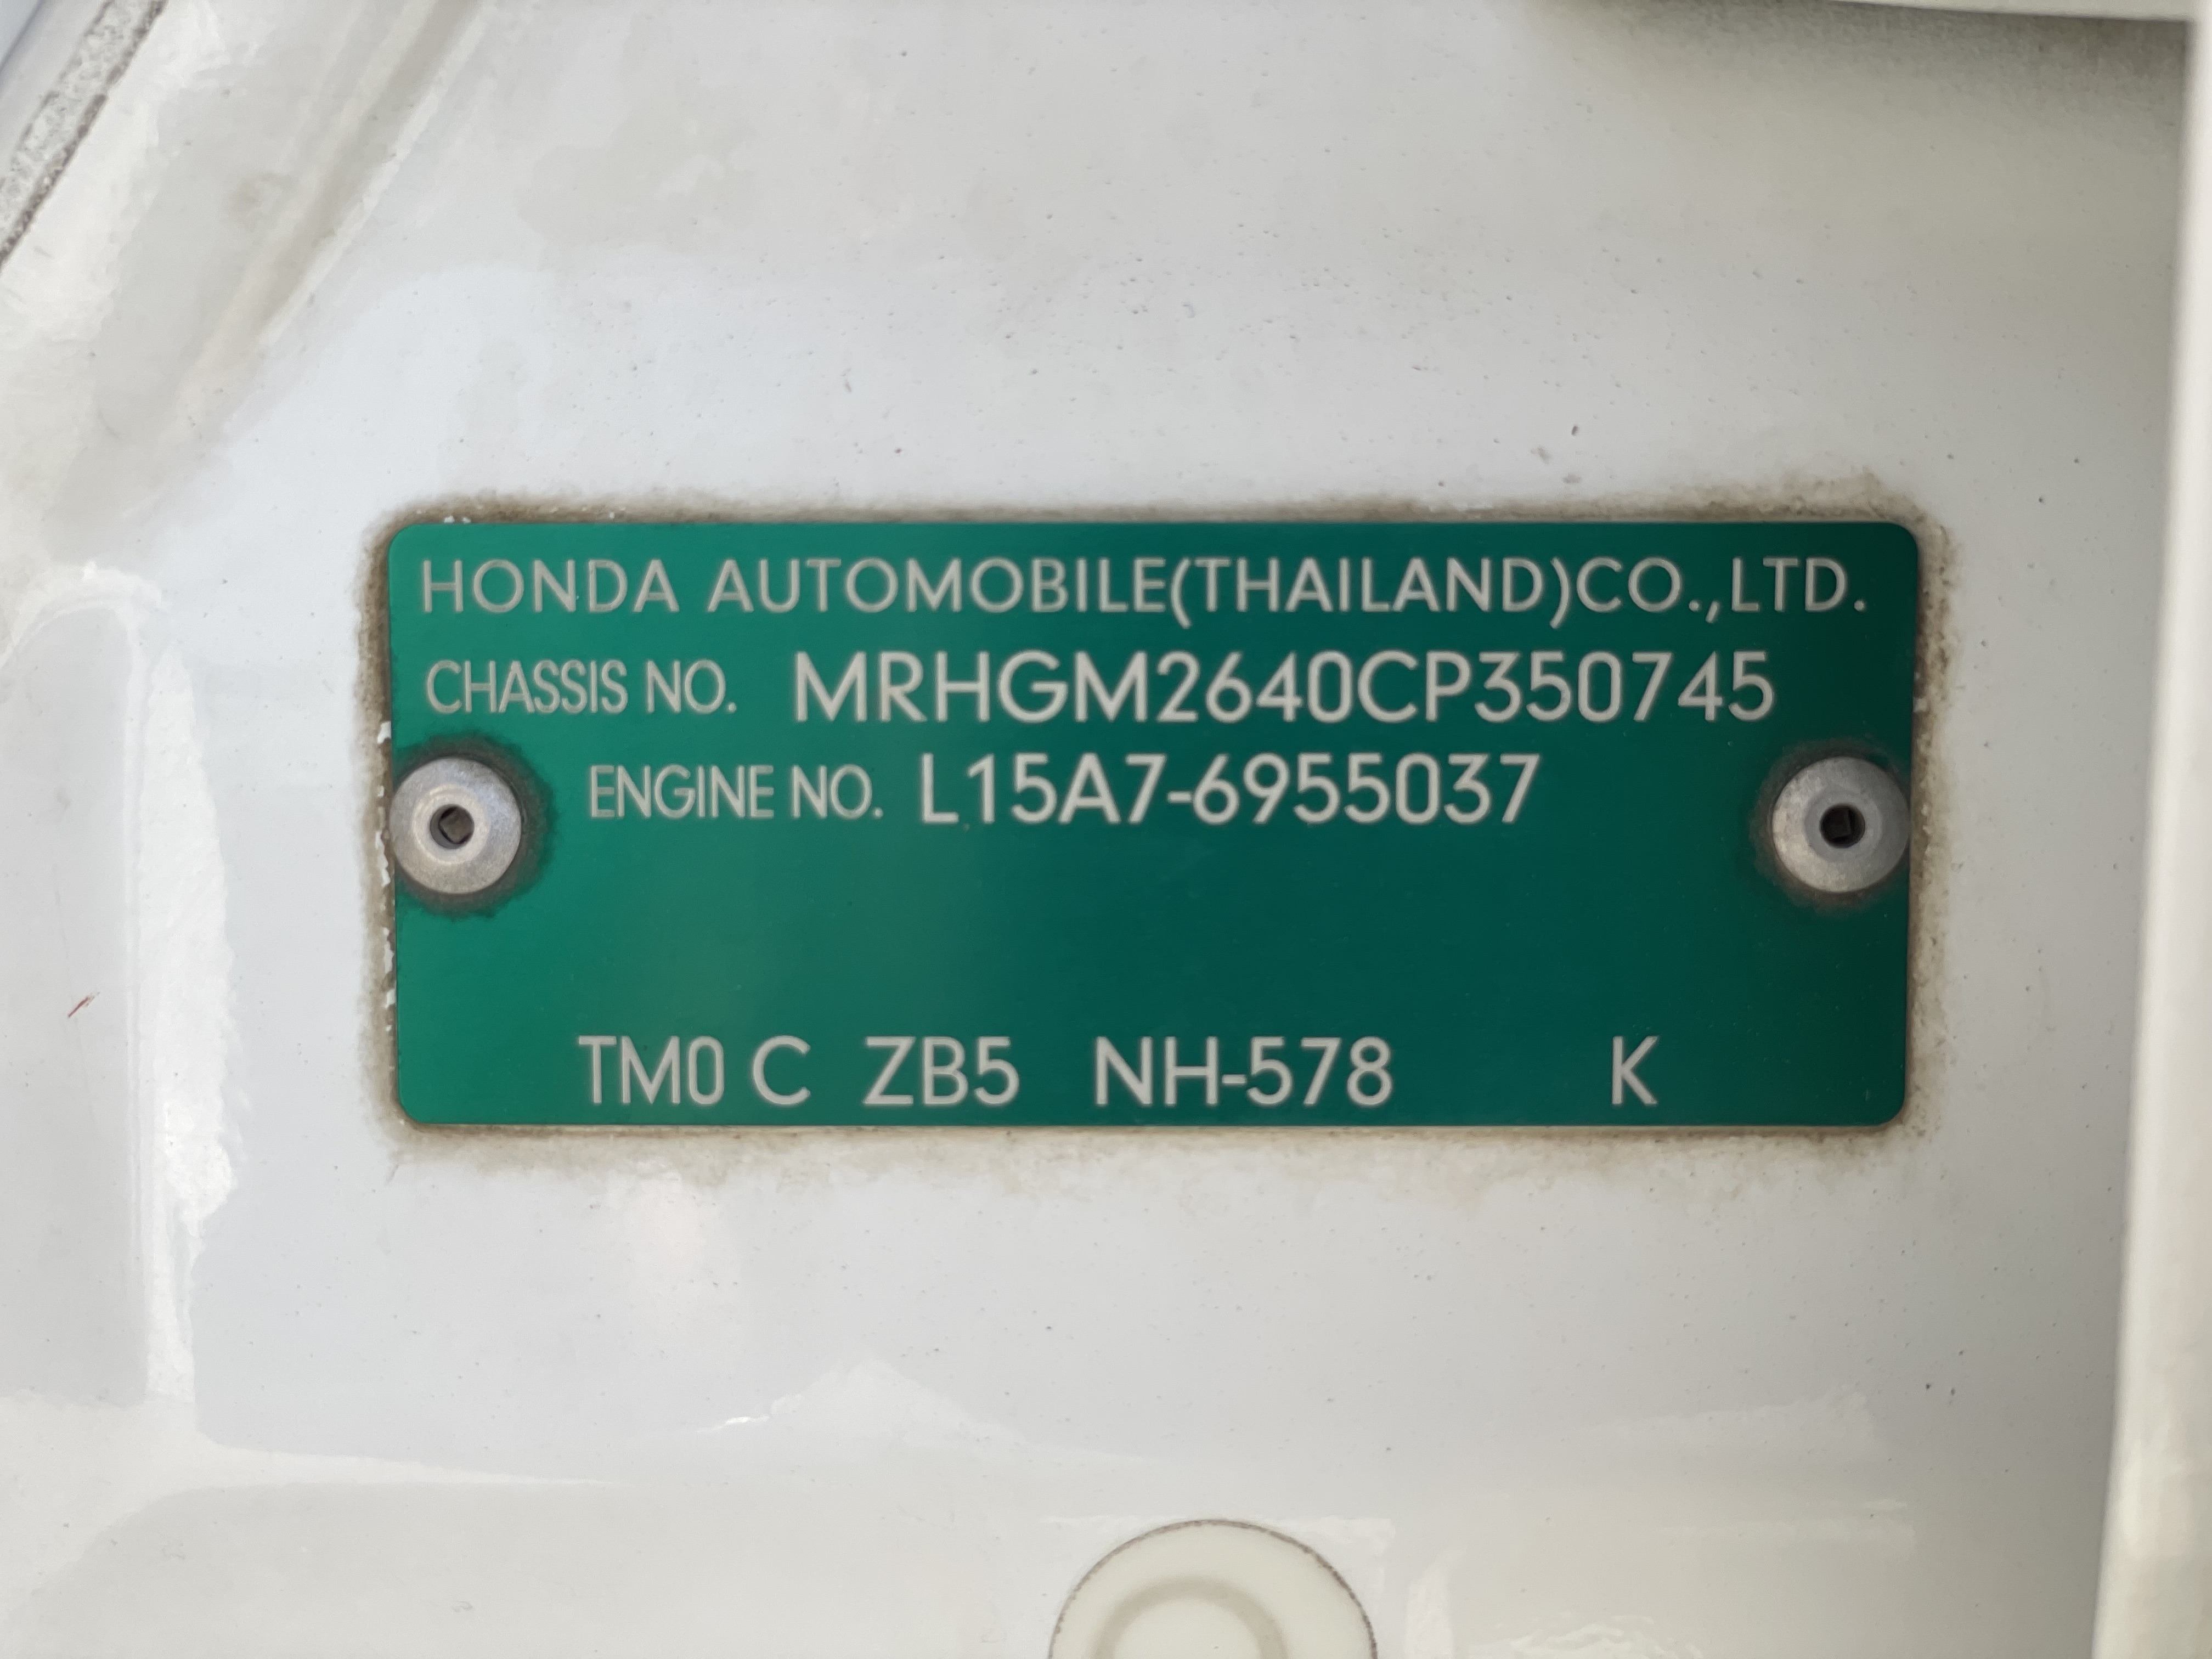 HONDA AUTOMOBILE(THAILAND)CO.,LTD.
CHASSIS NO. MRHGM2640CP350745
ENGINE NO. L15A7-6955037
TM0 C ZB5 NH-578 K